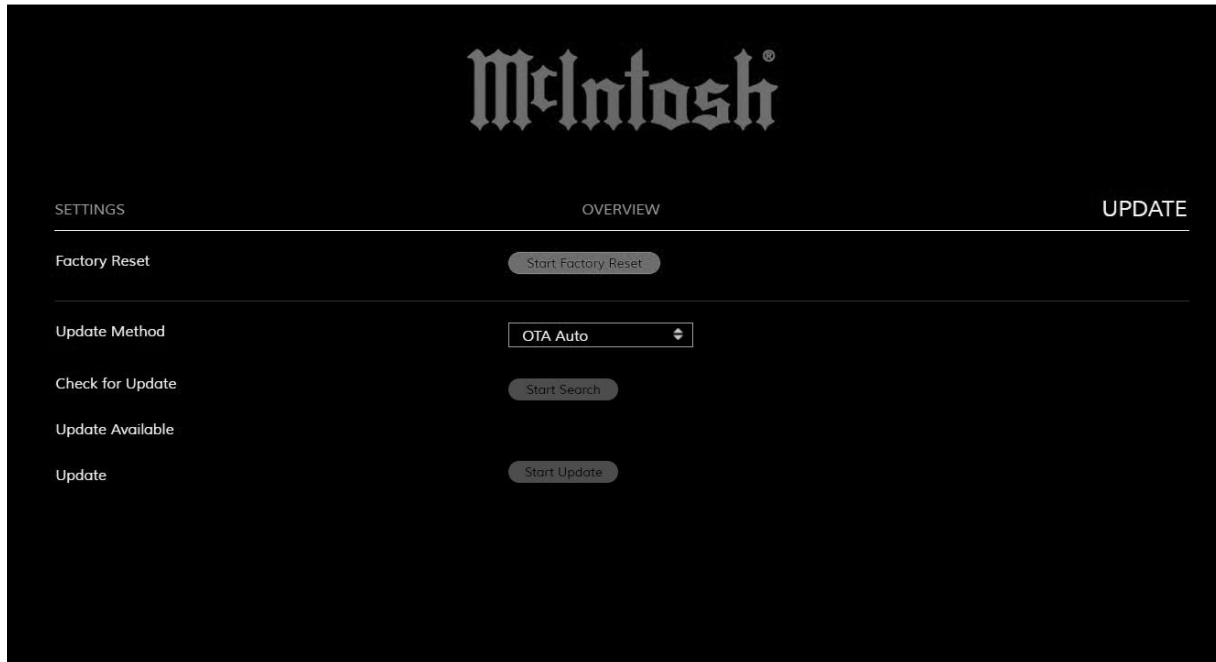 McIntosh®
SETTINGS OVERVIEW UPDATE
Factory Reset Start Factory Reset
Update Method OTA Auto
Check for Update Start Search
Update Available
Update Start Update